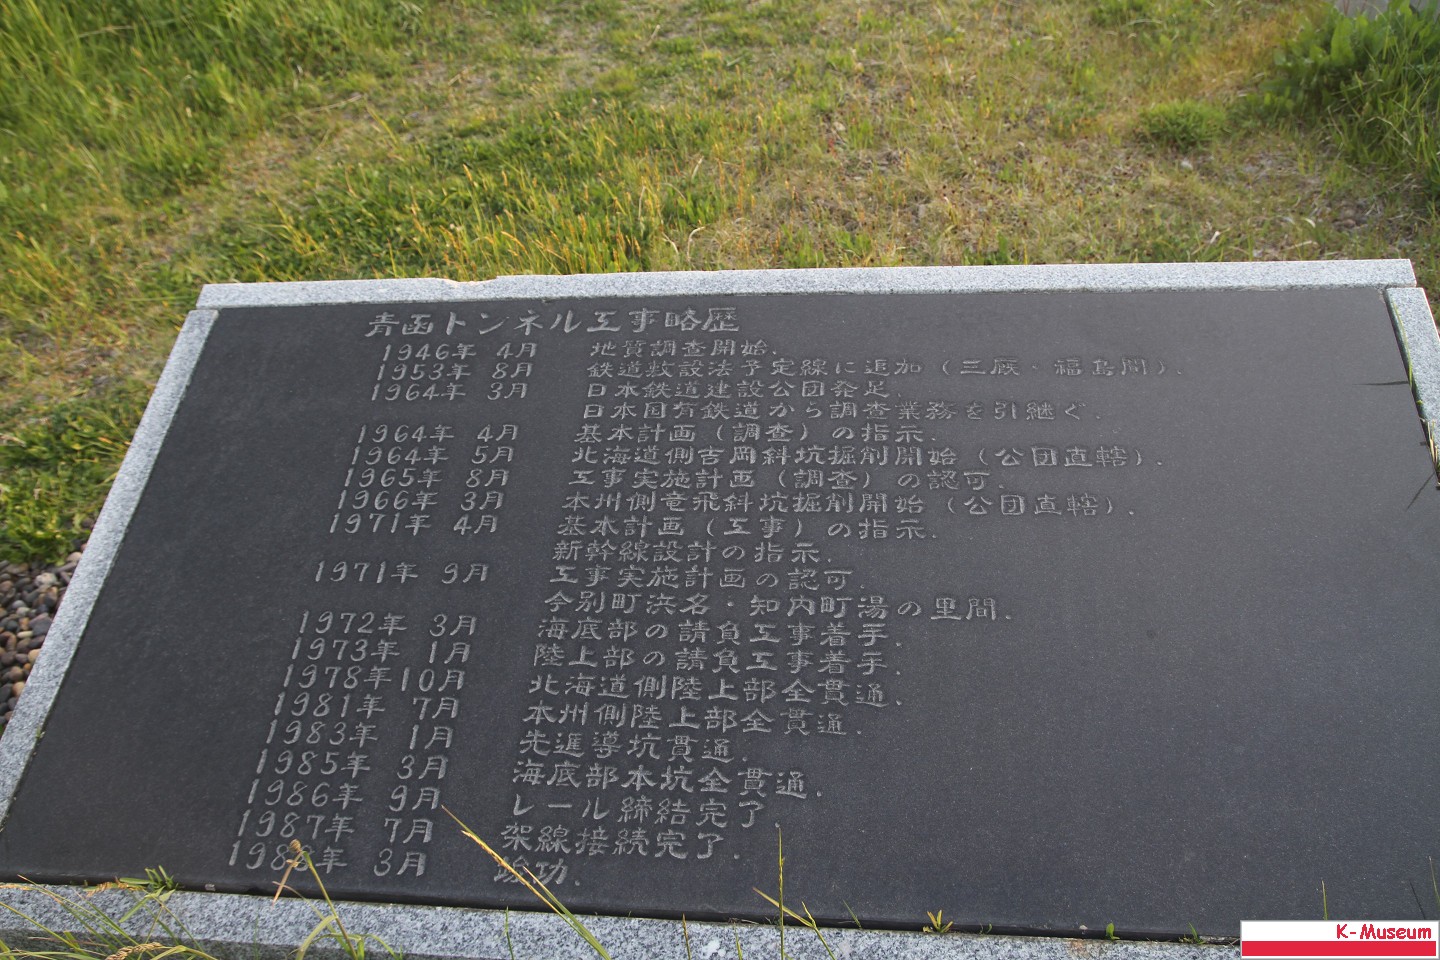 青函トンネル工事略歴
1946年 4月 地質調査開始.
1953年 8月 鉄道敷設法予定線に追加(三厩・福島間).
1964年 3月 日本鉄道建設公団発足.
日本国有鉄道から調査業務を引継ぐ.
1964年 4月 基本計画(調査)の指示.
1964年 5月 北海道側吉岡斜坑掘削開始(公団直轄).
1965年 8月 工事実施計画(調査)の認可.
1966年 3月 本州側竜飛斜坑掘削開始(公団直轄).
1971年 4月 基本計画(工事)の指示.
新幹線設計の指示.
1971年 9月 工事実施計画の認可.
今別町浜名・知内町湯の里間.
1972年 3月 海底部の請負工事着手.
1973年 1月 陸上部の請負工事着手.
1978年10月 北海道側陸上部全貫通.
1981年 7月 本州側陸上部全貫通.
1983年 1月 先進導坑貫通.
1985年 3月 海底部本坑全貫通.
1986年 9月 レール締結完了.
1987年 7月 架線接続完了.
1988年 3月 竣功.
K-Museum